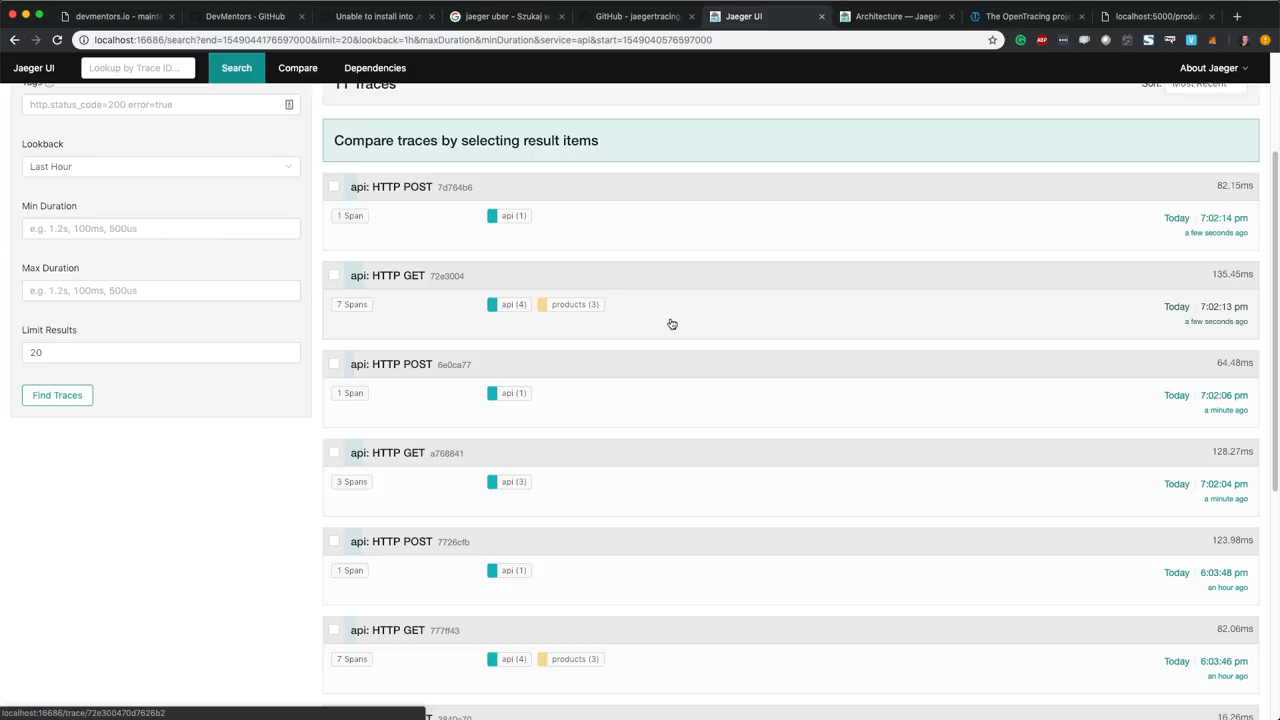 devmentors.io - mainte
DevMentors · GitHub
Unable to install into .n
jaeger uber - Szukaj w
GitHub - jaegertracing
Jaeger UI
Architecture — Jaeger
The OpenTracing proje
localhost:5000/produc
localhost:16686/search?end=1549044176597000&limit=20&lookback=1h&maxDuration&minDuration&service=api&start=1549040576597000
Jaeger UI
Lookup by Trace ID...
Search
Compare
Dependencies
About Jaeger
Tags
http.status_code=200 error=true
Lookback
Last Hour
Min Duration
e.g. 1.2s, 100ms, 500us
Max Duration
e.g. 1.2s, 100ms, 500us
Limit Results
20
Find Traces
11 Traces
Sort: Most Recent
Compare traces by selecting result items
api: HTTP POST 7d764b6 82.15ms
1 Span api (1) Today 7:02:14 pm
a few seconds ago
api: HTTP GET 72e3004 135.45ms
7 Spans api (4) products (3) Today 7:02:13 pm
a few seconds ago
api: HTTP POST 6e0ca77 64.48ms
1 Span api (1) Today 7:02:06 pm
a minute ago
api: HTTP GET a768841 128.27ms
3 Spans api (3) Today 7:02:04 pm
a minute ago
api: HTTP POST 7726cfb 123.98ms
1 Span api (1) Today 6:03:48 pm
an hour ago
api: HTTP GET 777ff43 82.06ms
7 Spans api (4) products (3) Today 6:03:46 pm
an hour ago
localhost:16686/trace/72e300470d7626b2
16.26ms